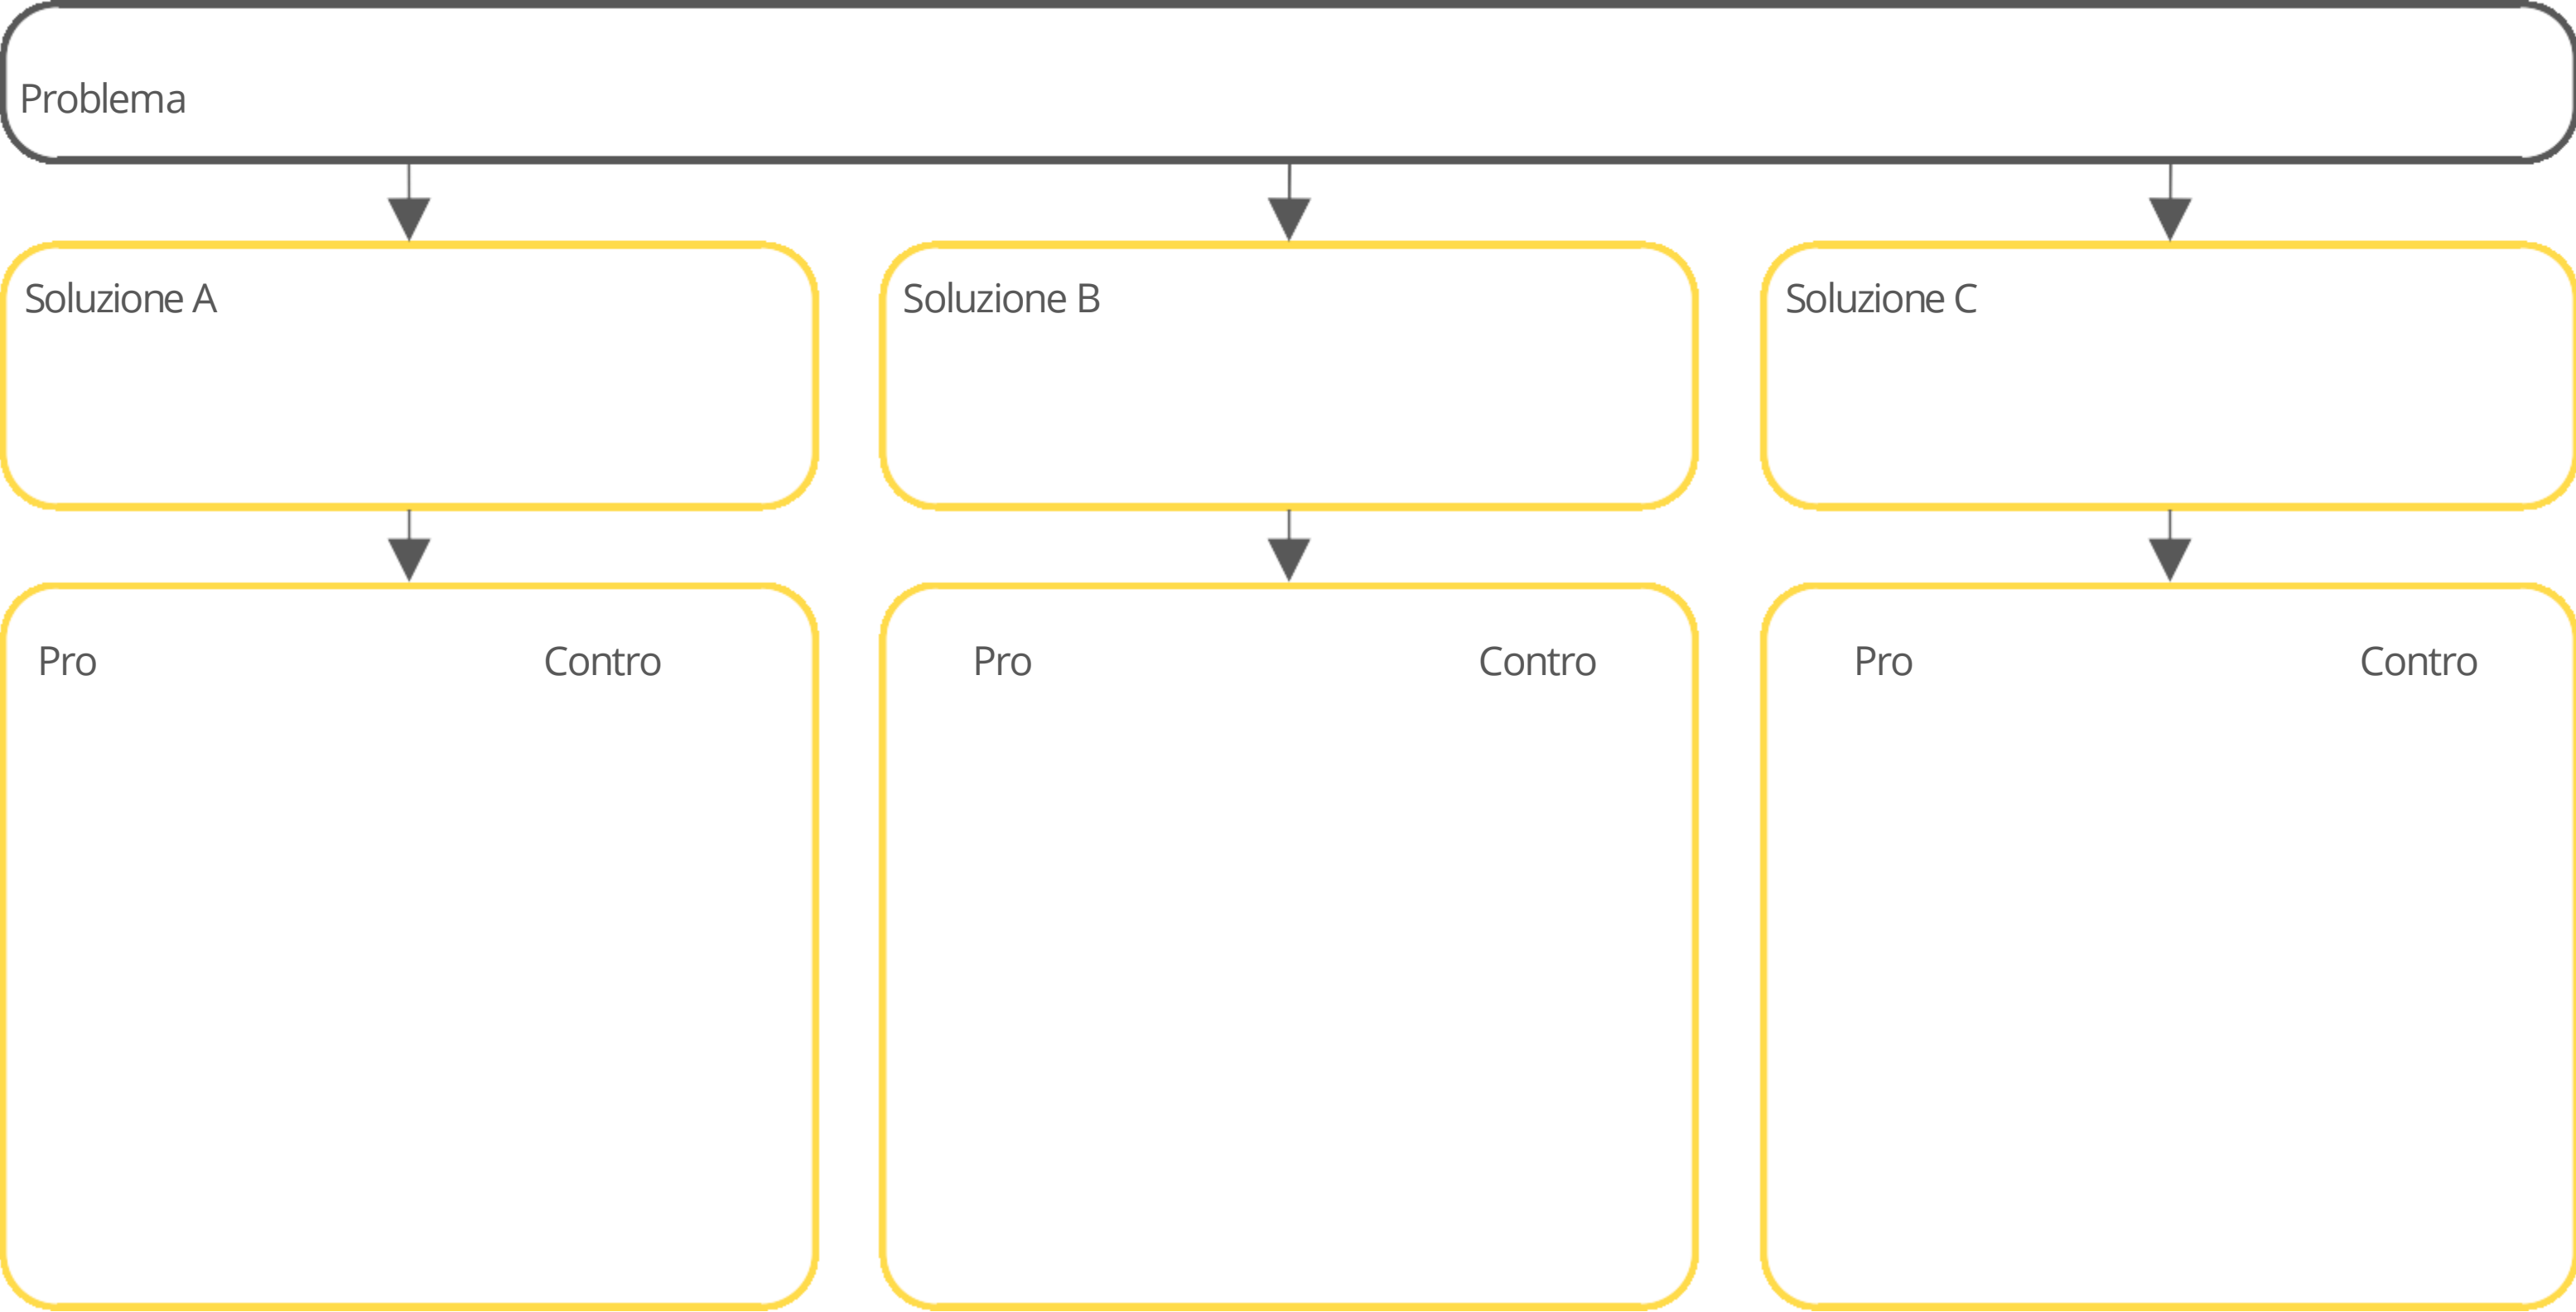 Problema
Soluzione A
Soluzione B
Soluzione C
Pro
Contro
Pro
Contro
Pro
Contro